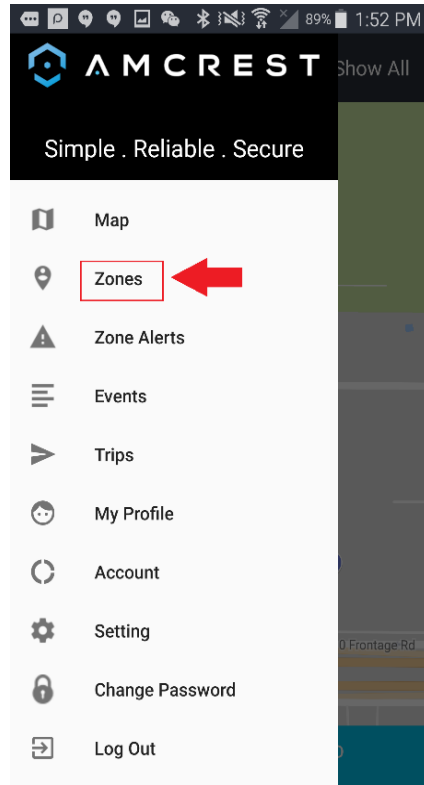 89% 1:52 PM
AMCREST
Show All
Simple . Reliable . Secure
Map
Zones
Zone Alerts
Events
Trips
My Profile
Account
Setting
0 Frontage Rd
Change Password
Log Out